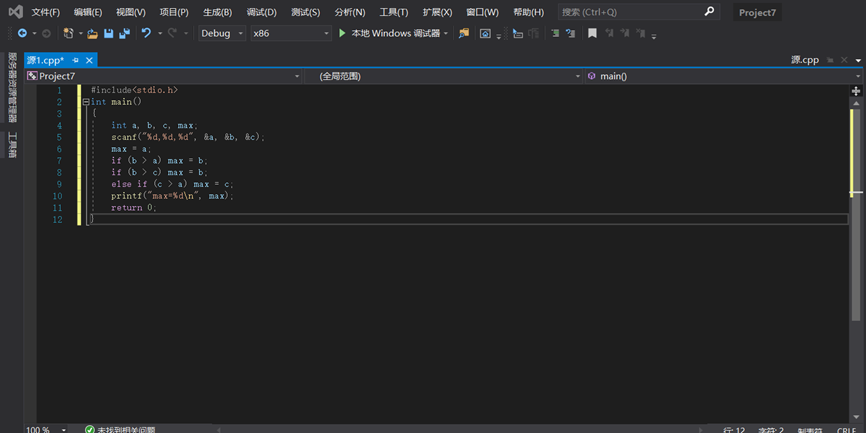 文件(F) 编辑(E) 视图(V) 项目(P) 生成(B) 调试(D) 测试(S) 分析(N) 工具(T) 扩展(X) 窗口(W) 帮助(H) 搜索 (Ctrl+Q) Project7
Debug x86 本地 Windows 调试器
服务器资源管理器
工具箱
源1.cpp* 源.cpp
Project7 (全局范围) main()
1 #include<stdio.h>
2 int main()
3 {
4 int a, b, c, max;
5 scanf("%d,%d,%d", &a, &b, &c);
6 max = a;
7 if (b > a) max = b;
8 if (b > c) max = b;
9 else if (c > a) max = c;
10 printf("max=%d\n", max);
11 return 0;
12 }
100 % 未找到相关问题 行: 12 字符: 2 制表符 CRLF